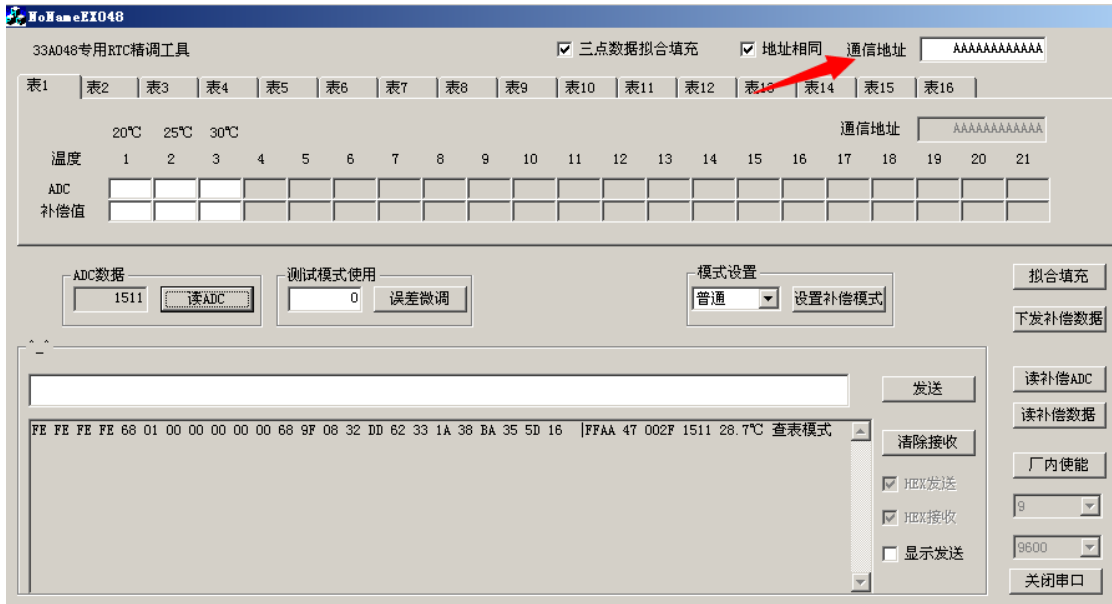 NoNameEX048
33A048专用RTC精调工具 三点数据拟合填充 地址相同 通信地址 AAAAAAAAAAAA
表1 表2 表3 表4 表5 表6 表7 表8 表9 表10 表11 表12 表13 表14 表15 表16
20℃ 25℃ 30℃ 通信地址 AAAAAAAAAAAA
温度 1 2 3 4 5 6 7 8 9 10 11 12 13 14 15 16 17 18 19 20 21
ADC
补偿值
ADC数据 测试模式使用 模式设置 拟合填充
1511 读ADC 0 误差微调 普通 设置补偿模式
下发补偿数据
^_^
读补偿ADC
发送
读补偿数据
FE FE FE FE 68 01 00 00 00 00 00 68 9F 08 32 DD 62 33 1A 38 BA 35 5D 16 |FFAA 47 002F 1511 28.7℃ 查表模式
清除接收
厂内使能
HEX发送
9
HEX接收
9600
显示发送
关闭串口